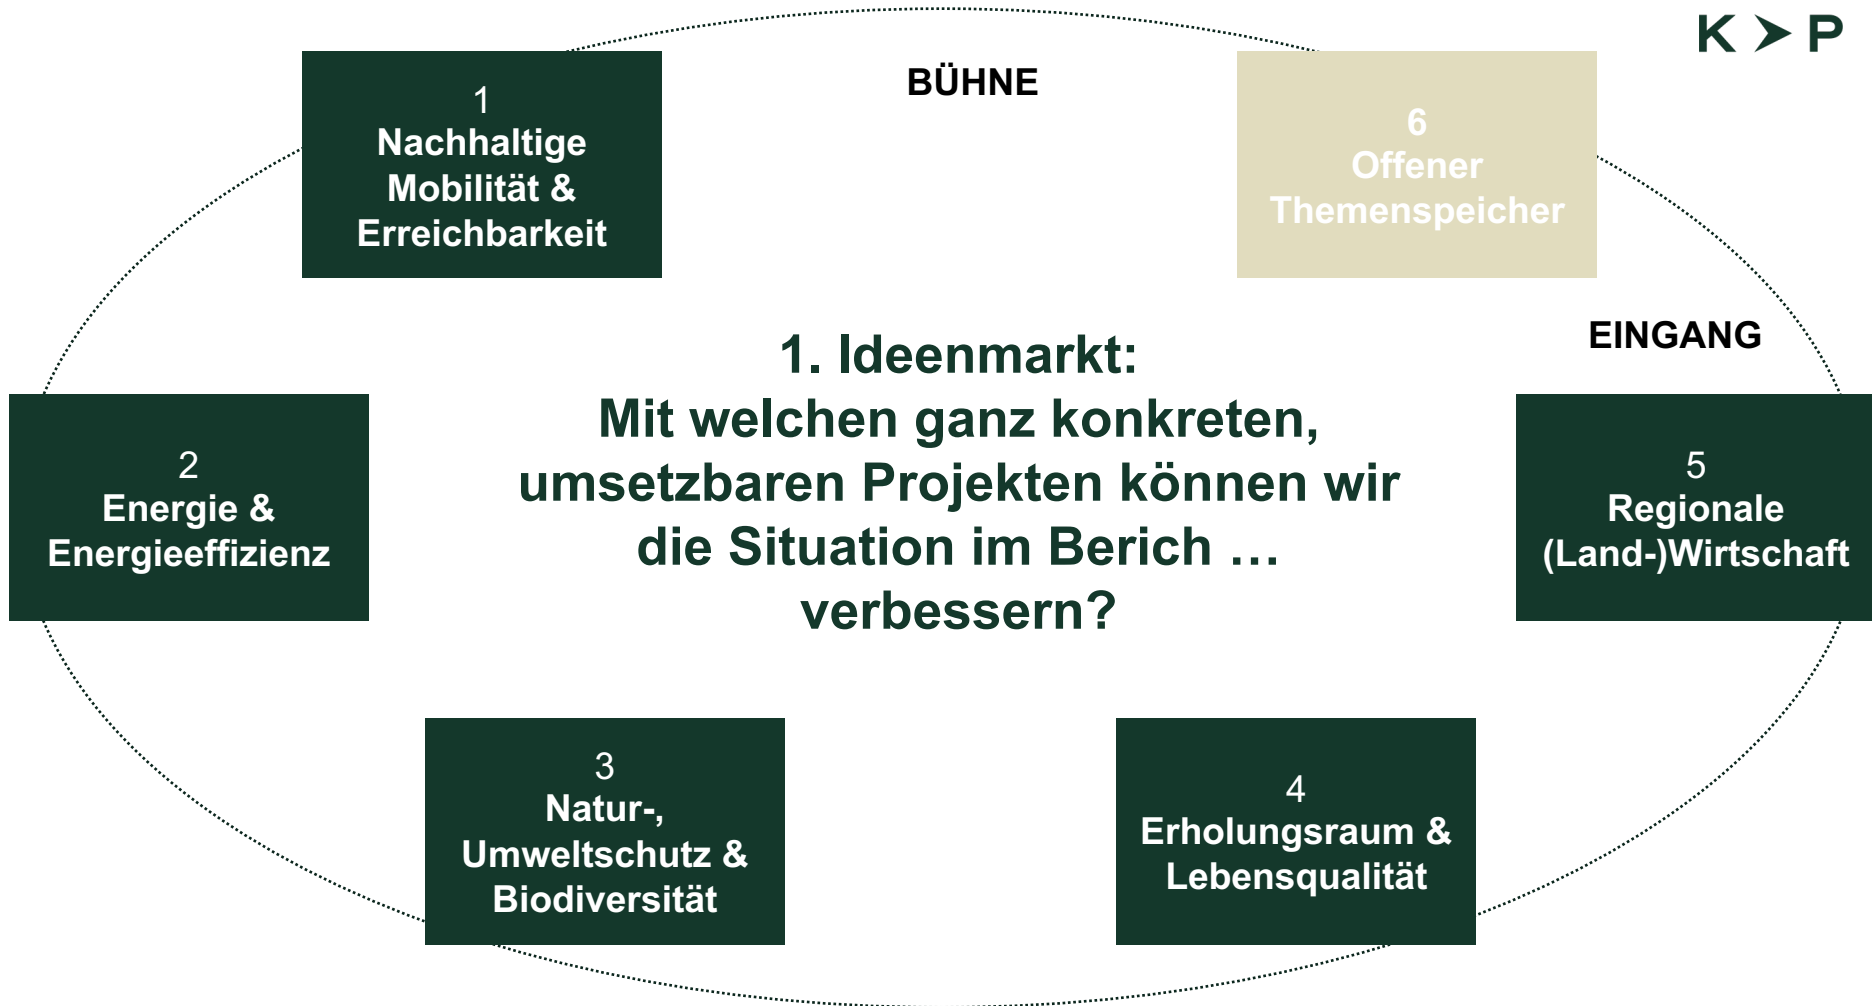 K ➤ P
BÜHNE
1
Nachhaltige
Mobilität &
Erreichbarkeit
6
Offener
Themenspeicher
EINGANG
1. Ideenmarkt:
Mit welchen ganz konkreten,
umsetzbaren Projekten können wir
die Situation im Berich …
verbessern?
2
Energie &
Energieeffizienz
5
Regionale
(Land-)Wirtschaft
3
Natur-,
Umweltschutz &
Biodiversität
4
Erholungsraum &
Lebensqualität